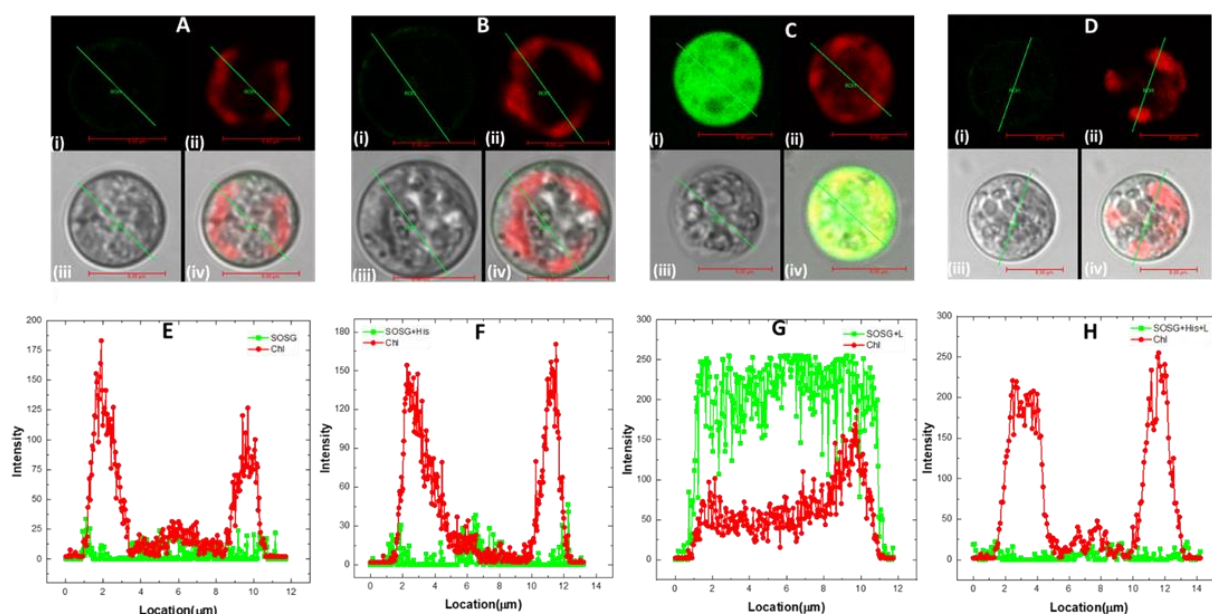 A
B
C
D
(i)
(ii)
(i)
(ii)
(i)
(ii)
(i)
(ii)
ROI1
ROI1
ROI1
ROI1
(iii)
(iv)
(iii)
(iv)
(iii)
(iv)
(iii)
(iv)
E
SOSG
Chl
200
175
150
125
100
75
50
25
0
Intensity
0 2 4 6 8 10 12
Location(μm)
F
SOSG+His
Chl
180
150
120
90
60
30
0
Intensity
0 2 4 6 8 10 12 14
Location(μm)
G
SOSG+L
Chl
300
250
200
150
100
50
0
Intensity
0 2 4 6 8 10 12
Location(μm)
H
SOSG+His+L
Chl
300
250
200
150
100
50
0
Intensity
0 2 4 6 8 10 12 14
Location(μm)